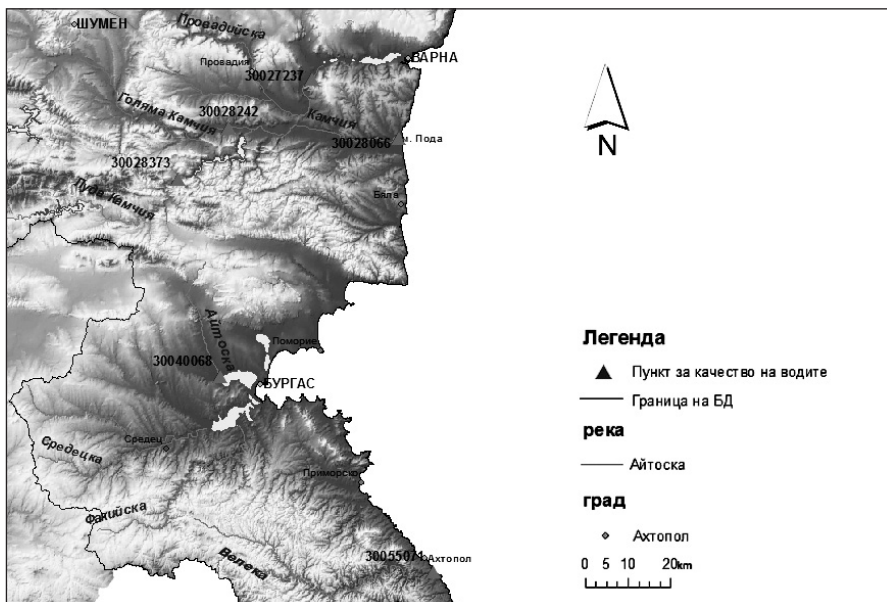 ШУМЕН
Провадийска
ВАРНА
Провадия
30027237
Голяма Камчия
30028242
Камчия
30028066
м. Пода
30028373
Луда Камчия
Бяла
Айтоска
Поморие
30040068
БУРГАС
Средец
Средецка
Приморско
Факийска
Велека
30055071
Ахтопол
N
Легенда
Пункт за качество на водите
Граница на БД
река
Айтоска
град
Ахтопол
0 5 10 20км